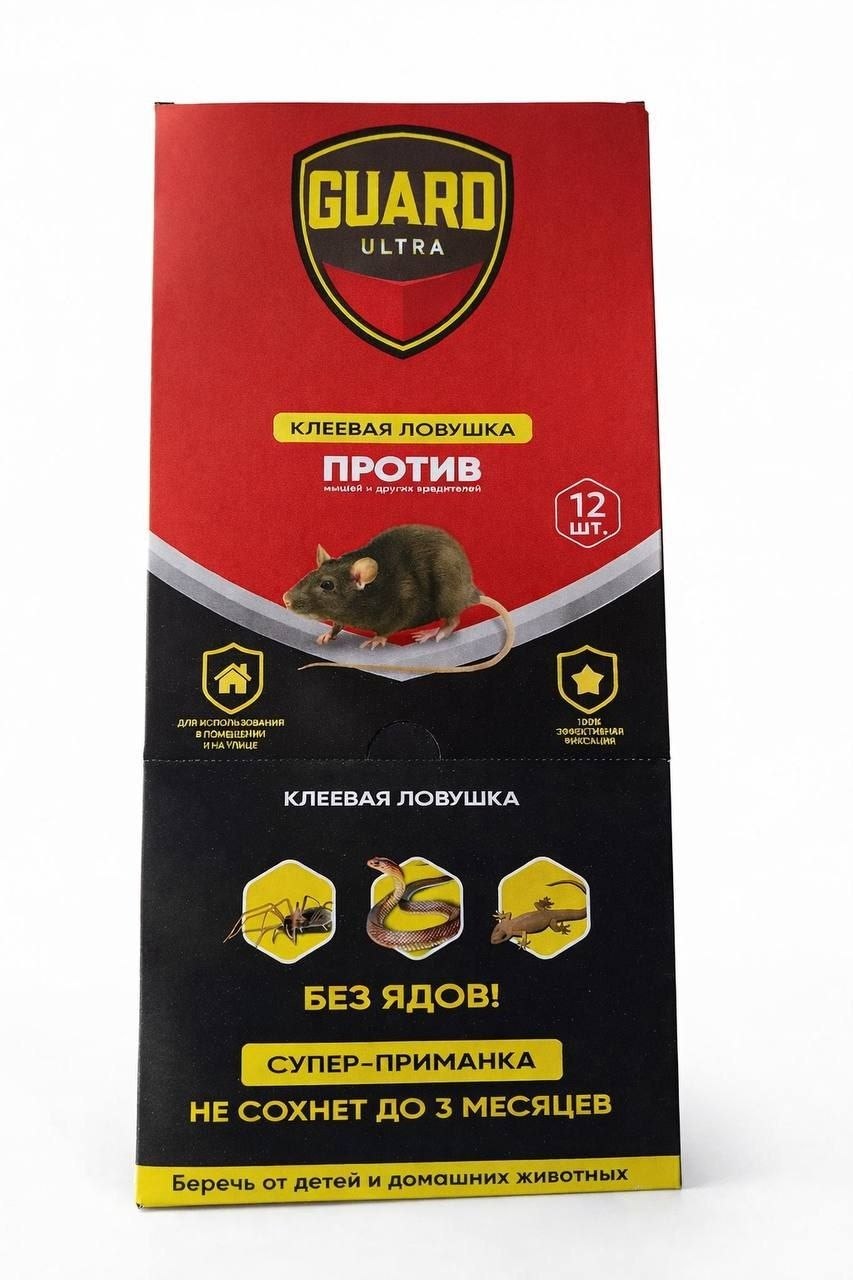 GUARD
ULTRA
КЛЕЕВАЯ ЛОВУШКА
ПРОТИВ
мышей и других вредителей
12
ШТ.
ДЛЯ ИСПОЛЬЗОВАНИЯ
В ПОМЕЩЕНИИ
И НА УЛИЦЕ
ЭФФЕКТИВНАЯ
ФИКСАЦИЯ
КЛЕЕВАЯ ЛОВУШКА
БЕЗ ЯДОВ!
СУПЕР-ПРИМАНКА
НЕ СОХНЕТ ДО 3 МЕСЯЦЕВ
Беречь от детей и домашних животных